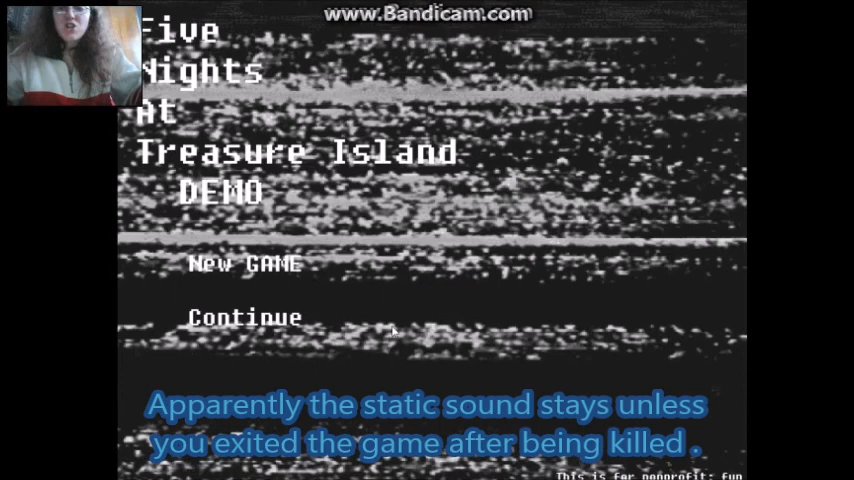 www.Bandicam.com
Five
Nights
At
Treasure Island
DEMO
New GAME
Continue
Apparently the static sound stays unless
you exited the game after being killed .
This is for nonprofit; fun